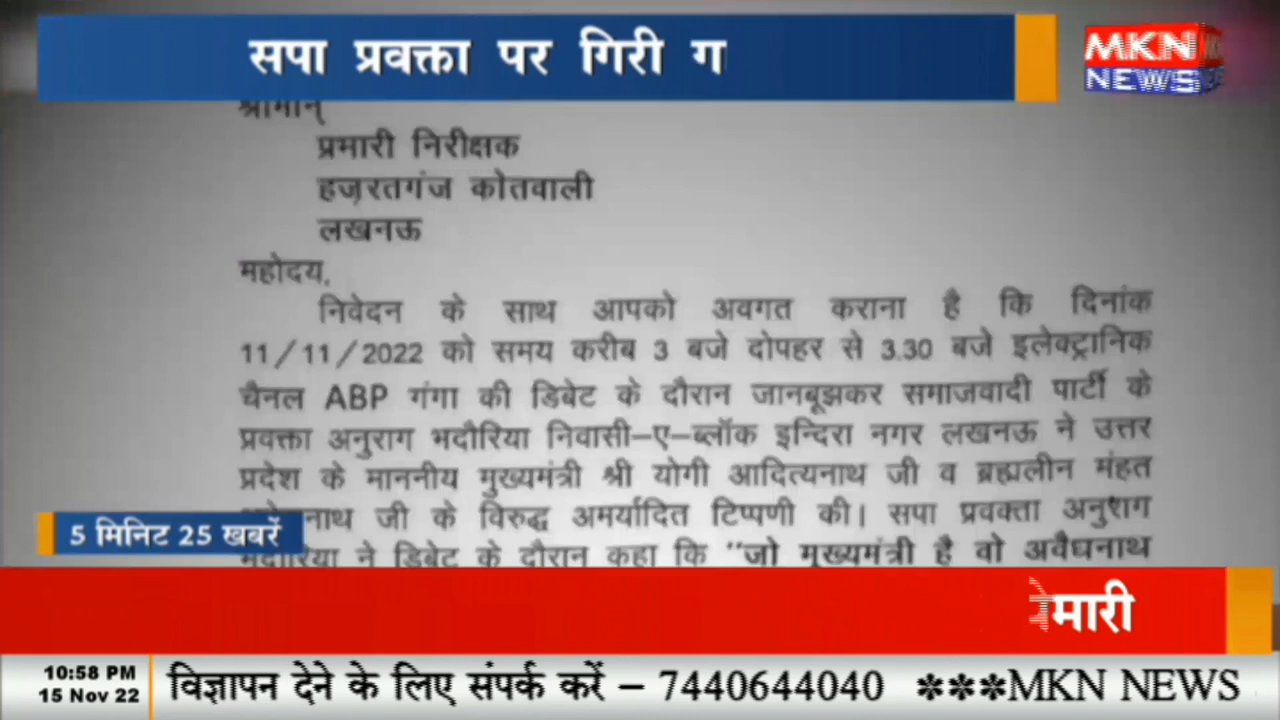 सपा प्रवक्ता पर गिरी ग
MKN
NEWS
श्रीमान्
प्रभारी निरीक्षक
हज़रतगंज कोतवाली
लखनऊ
महोदय,
निवेदन के साथ आपको अवगत कराना है कि दिनांक
11/11/2022 को समय करीब 3 बजे दोपहर से 3.30 बजे इलेक्ट्रानिक
चैनल ABP गंगा की डिबेट के दौरान जानबूझकर समाजवादी पार्टी के
प्रवक्ता अनुराग भदौरिया निवासी-ए-ब्लॉक इन्दिरा नगर लखनऊ ने उत्तर
प्रदेश के माननीय मुख्यमंत्री श्री योगी आदित्यनाथ जी व ब्रह्मलीन मंहत
नाथ जी के विरुद्ध अमर्यादित टिप्पणी की। सपा प्रवक्ता अनुराग
5 मिनिट 25 खबरें
भदौरिया ने डिबेट के दौरान कहा कि "जो मुख्यमंत्री है वो अवैधनाथ
मारी
10:58 PM
15 Nov 22
विज्ञापन देने के लिए संपर्क करें – 7440644040 ✽✽✽MKN NEWS